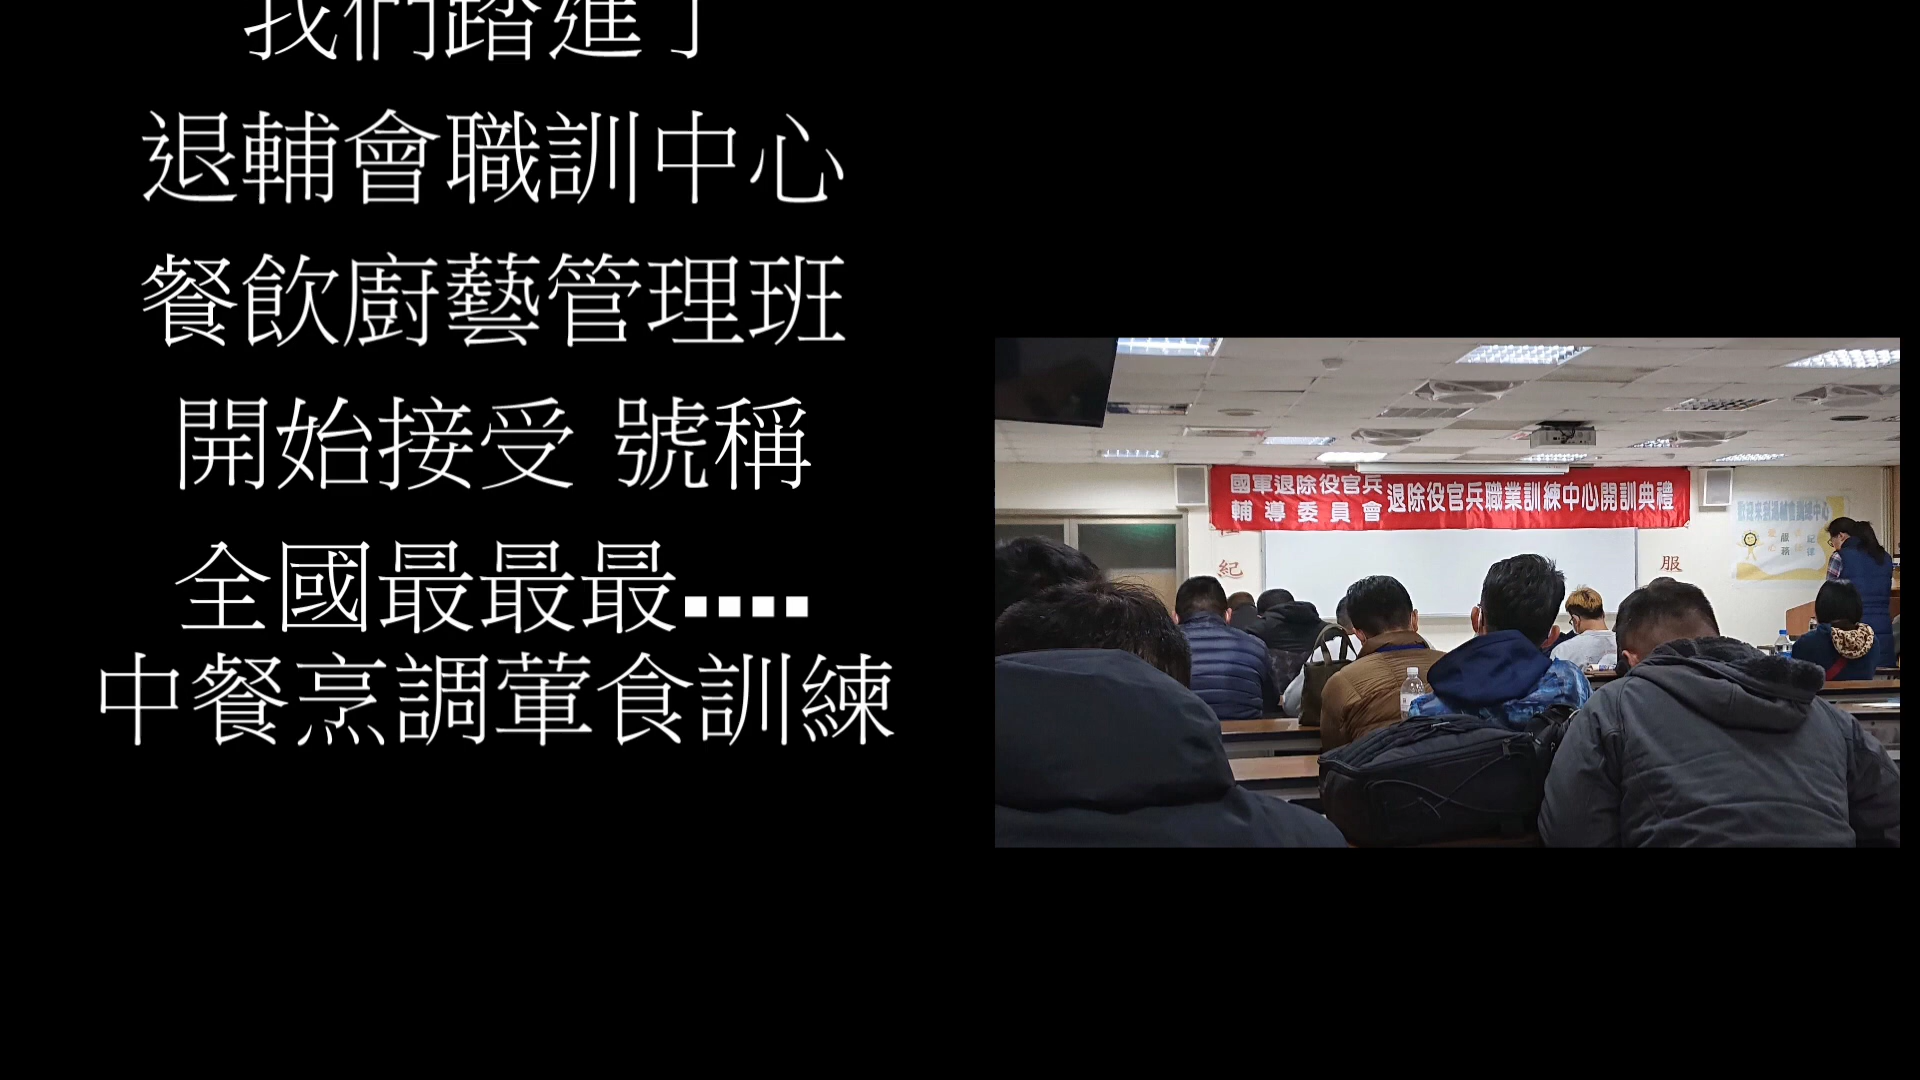 我們踏進了
退輔會職訓中心
餐飲廚藝管理班
開始接受 號稱
全國最最最....
中餐烹調葷食訓練
國軍退除役官兵
輔導委員會
退除役官兵職業訓練中心開訓典禮
紀
服